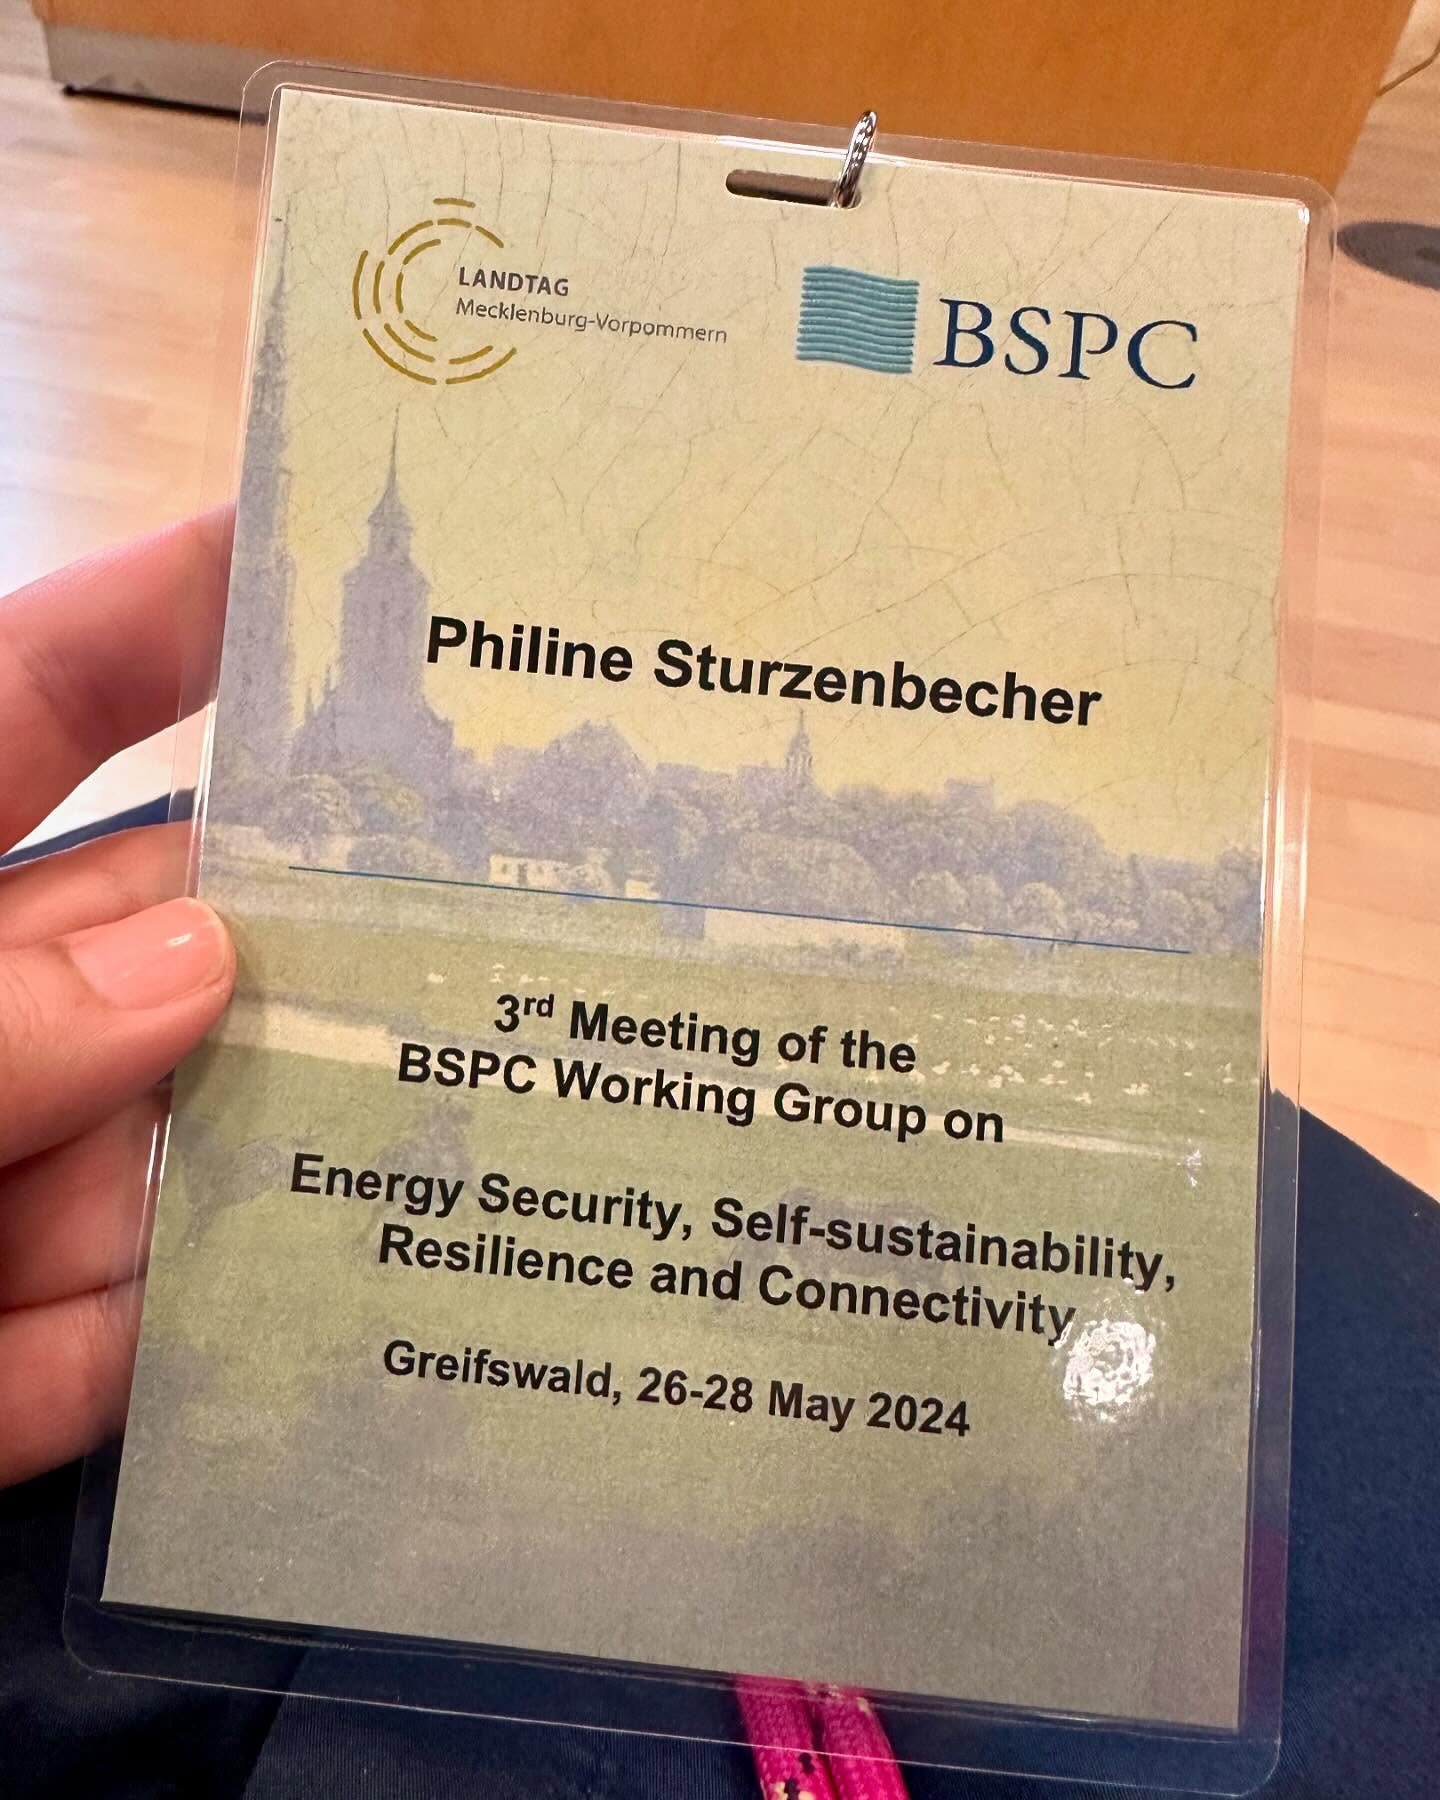 LANDTAG
Mecklenburg-Vorpommern
BSPC
Philine Sturzenbecher
3rd Meeting of the
BSPC Working Group on
Energy Security, Self-sustainability,
Resilience and Connectivity
Greifswald, 26-28 May 2024